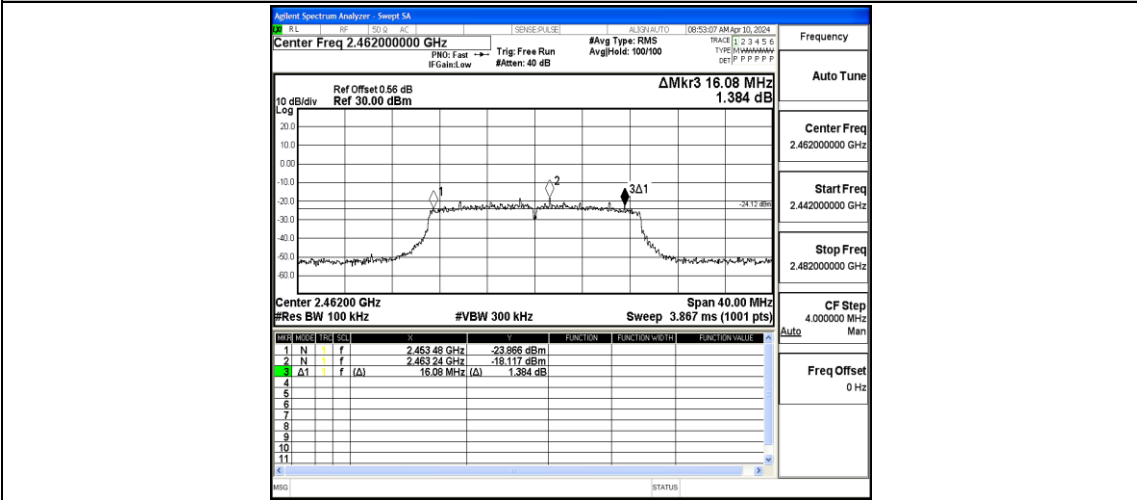 Agilent Spectrum Analyzer - Swept SA
RL RF 50 Ω AC SENSE:PULSE ALIGN AUTO 08:53:07 AM Apr 10, 2024
Center Freq 2.462000000 GHz
PNO: Fast
IFGain:Low
Trig: Free Run
#Atten: 40 dB
#Avg Type: RMS
Avg|Hold: 100/100
TRACE 1 2 3 4 5 6
TYPE MWWWWW
DET P P P P P P
Frequency
Auto Tune
Ref Offset 0.56 dB
10 dB/div Ref 30.00 dBm
Log
ΔMkr3 16.08 MHz
1.384 dB
20.0
10.0
0.00
-10.0
-20.0
-30.0
-40.0
-50.0
-60.0
1
2
3Δ1
-24.12 dBm
Center 2.46200 GHz Span 40.00 MHz
#Res BW 100 kHz #VBW 300 kHz Sweep 3.867 ms (1001 pts)
Center Freq
2.462000000 GHz
Start Freq
2.442000000 GHz
Stop Freq
2.482000000 GHz
CF Step
4.000000 MHz
Auto Man
Freq Offset
0 Hz
MKR MODE TRC SCL X Y FUNCTION FUNCTION WIDTH FUNCTION VALUE
1 N 1 f 2.453 48 GHz -23.866 dBm
2 N 1 f 2.463 24 GHz -18.117 dBm
3 Δ1 1 f (Δ) 16.08 MHz (Δ) 1.384 dB
4
5
6
7
8
9
10
11
MSG STATUS